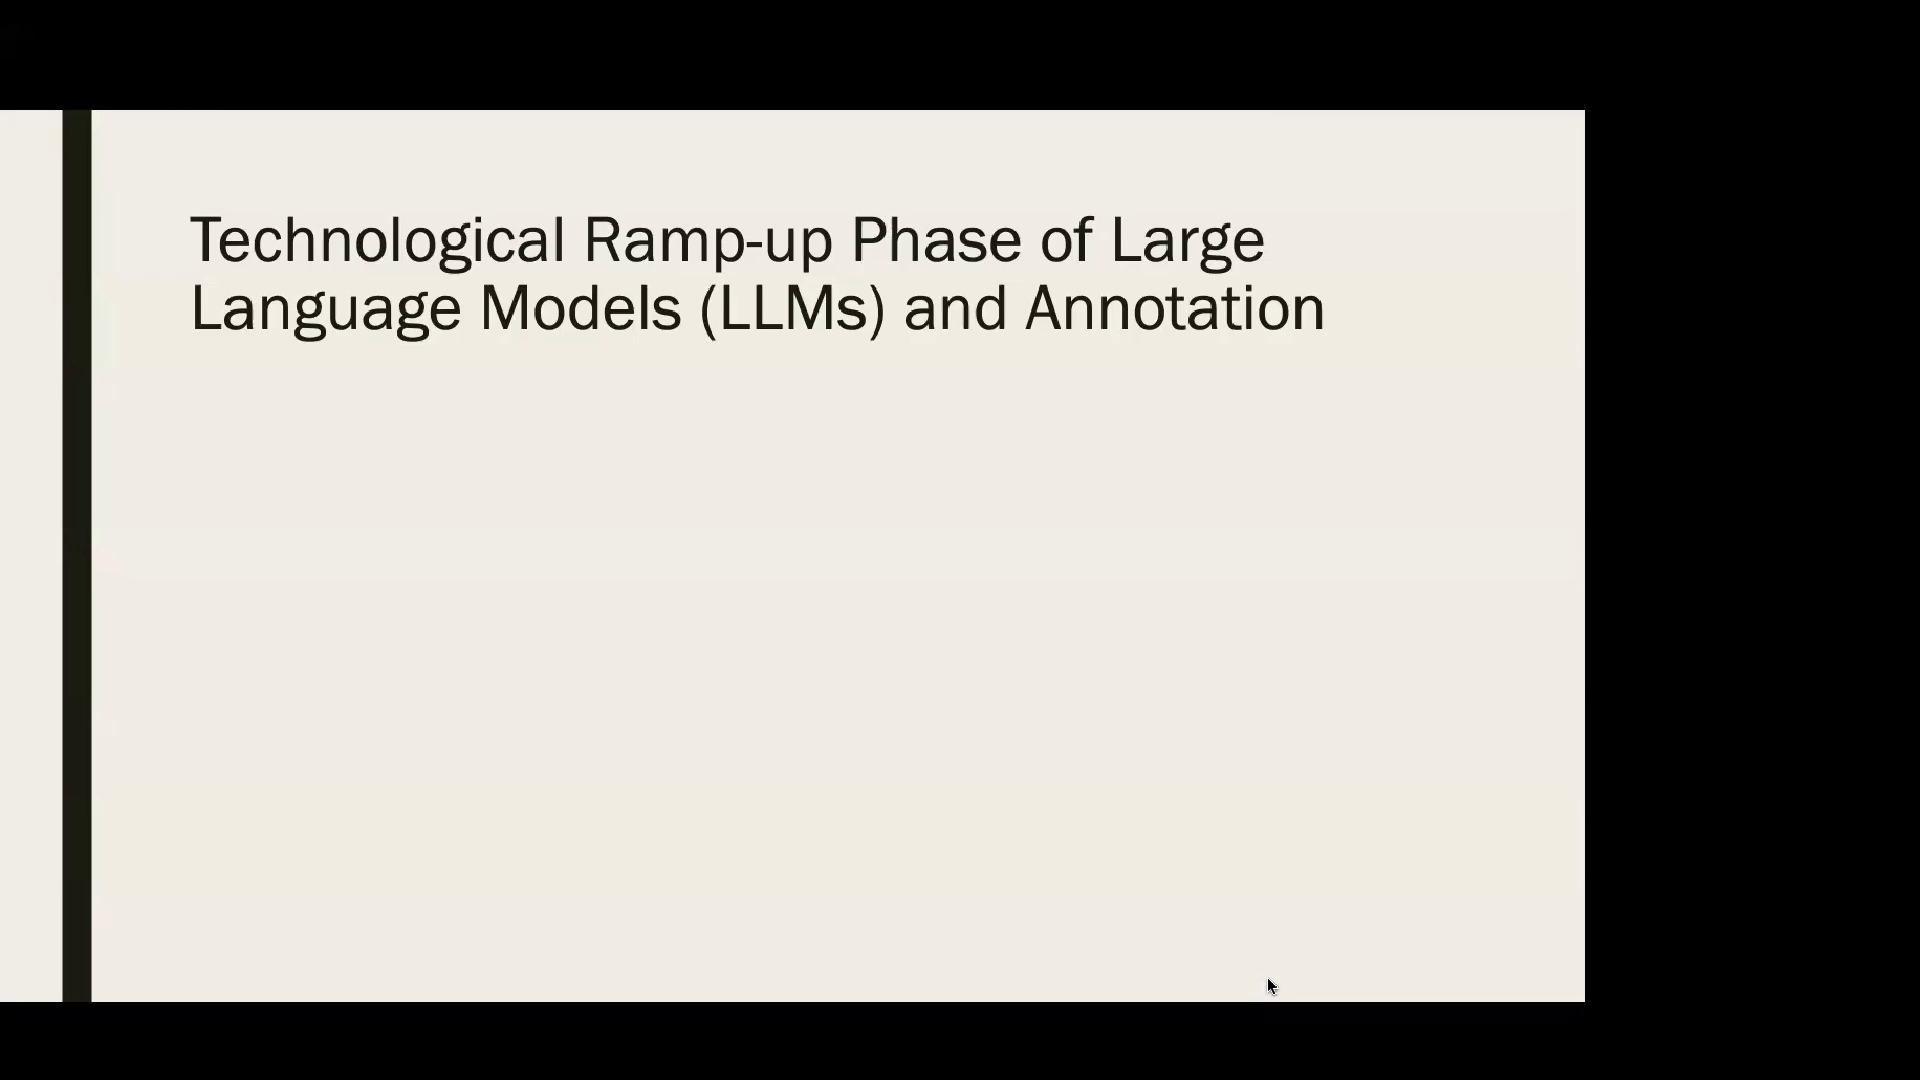 Technological Ramp-up Phase of Large
Language Models (LLMs) and Annotation